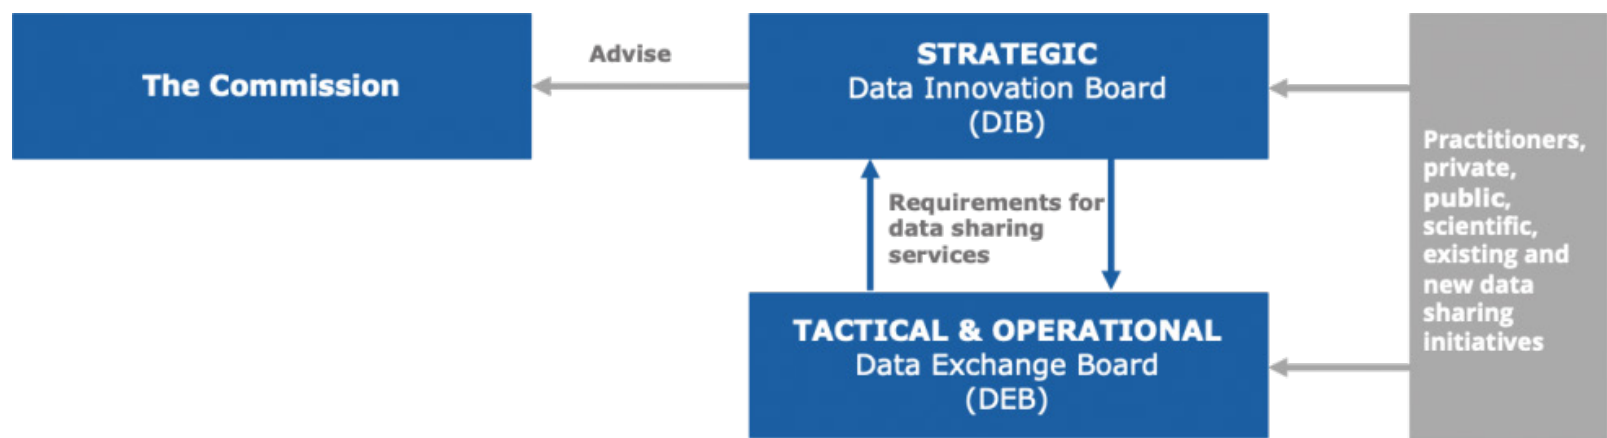 The Commission
Advise
STRATEGIC
Data Innovation Board
(DIB)
Requirements for
data sharing
services
TACTICAL & OPERATIONAL
Data Exchange Board
(DEB)
Practitioners,
private,
public,
scientific,
existing and
new data
sharing
initiatives